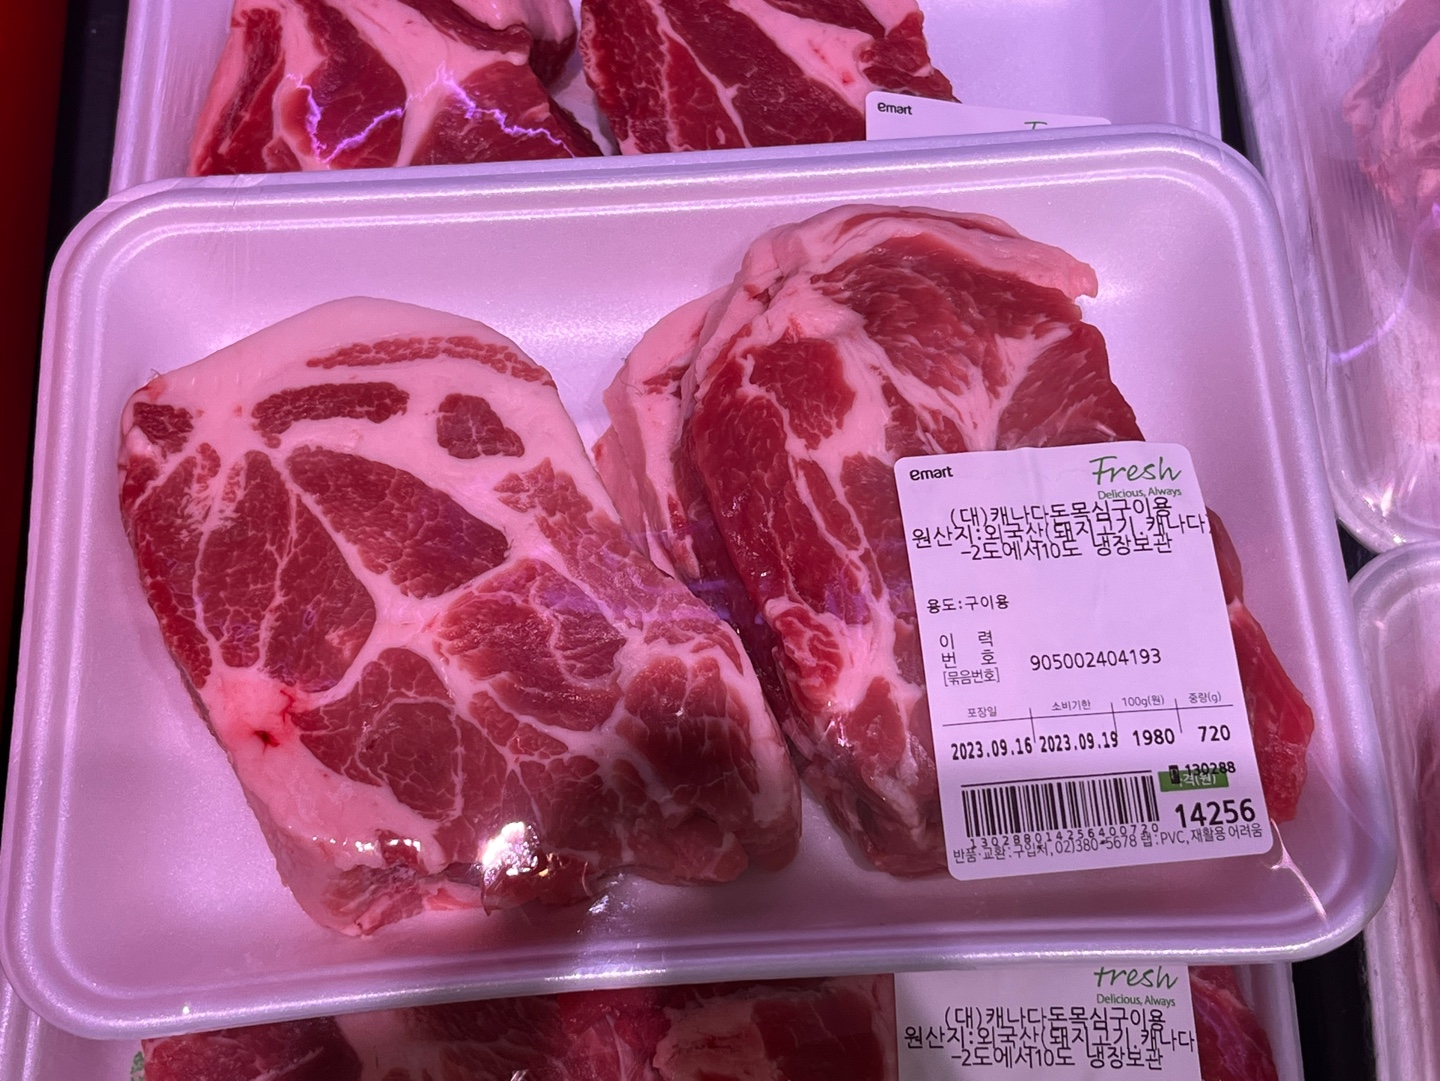 emart
emart
Fresh
Delicious, Always
(대)캐나다돈목심구이용
원산지:외국산(돼지고기.캐나다
-2도에서10도 냉장보관
용도:구이용
이 력
번 호
[묶음번호]
905002404193
포장일 소비기한 100g(원) 중량(g)
2023.09.16 2023.09.19 1980 720
130288
14256
130288014256400720
반품·교환:구입처, 02)380-5678 랩:PVC, 재활용 어려움
fresh
Delicious, Always
(대)캐나다돈목심구이용
원산지:외국산(돼지고기.캐나다
-2도에서10도 냉장보관